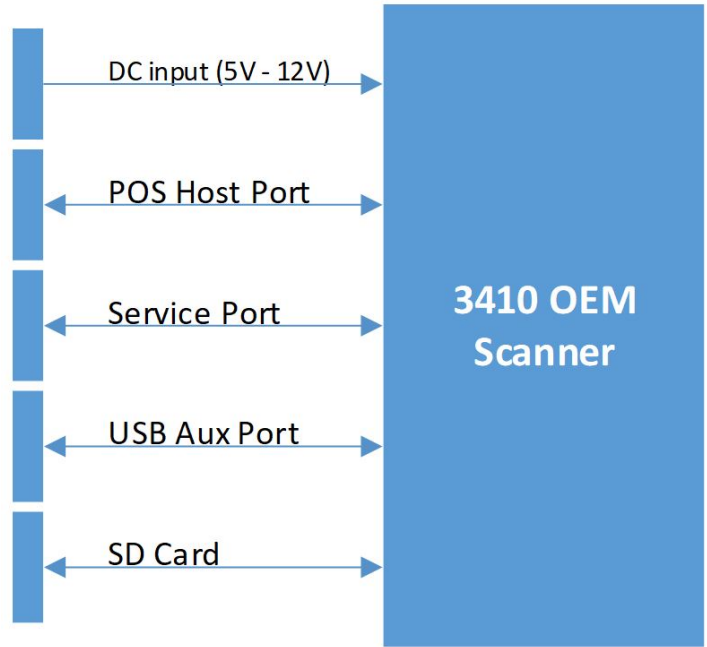 DC input (5V - 12V)
POS Host Port
Service Port
USB Aux Port
SD Card
3410 OEM
Scanner